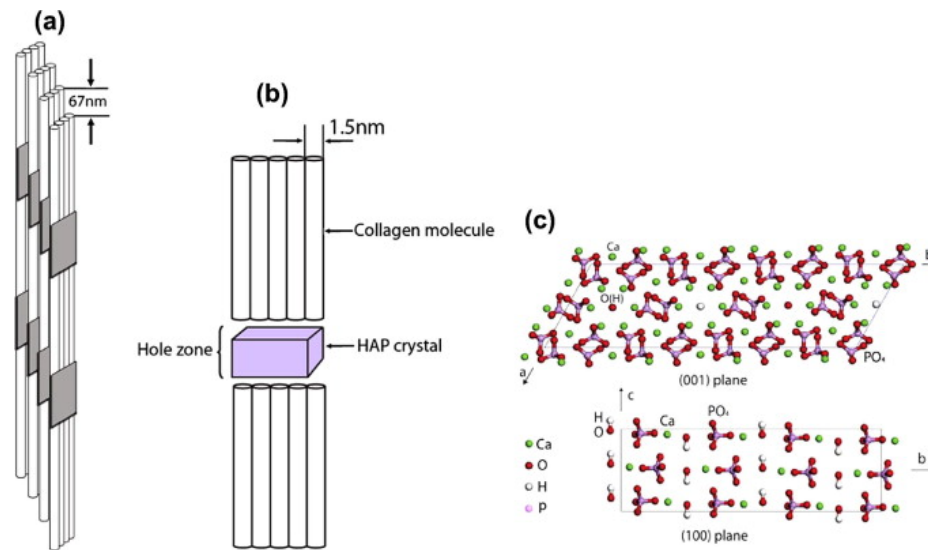 (a)
67nm
(b)
1.5nm
Collagen molecule
Hole zone
HAP crystal
(c)
Ca
b
O(H)
PO₄
a
(001) plane
c
H
O
Ca
PO₄
Ca
O
H
P
b
(100) plane